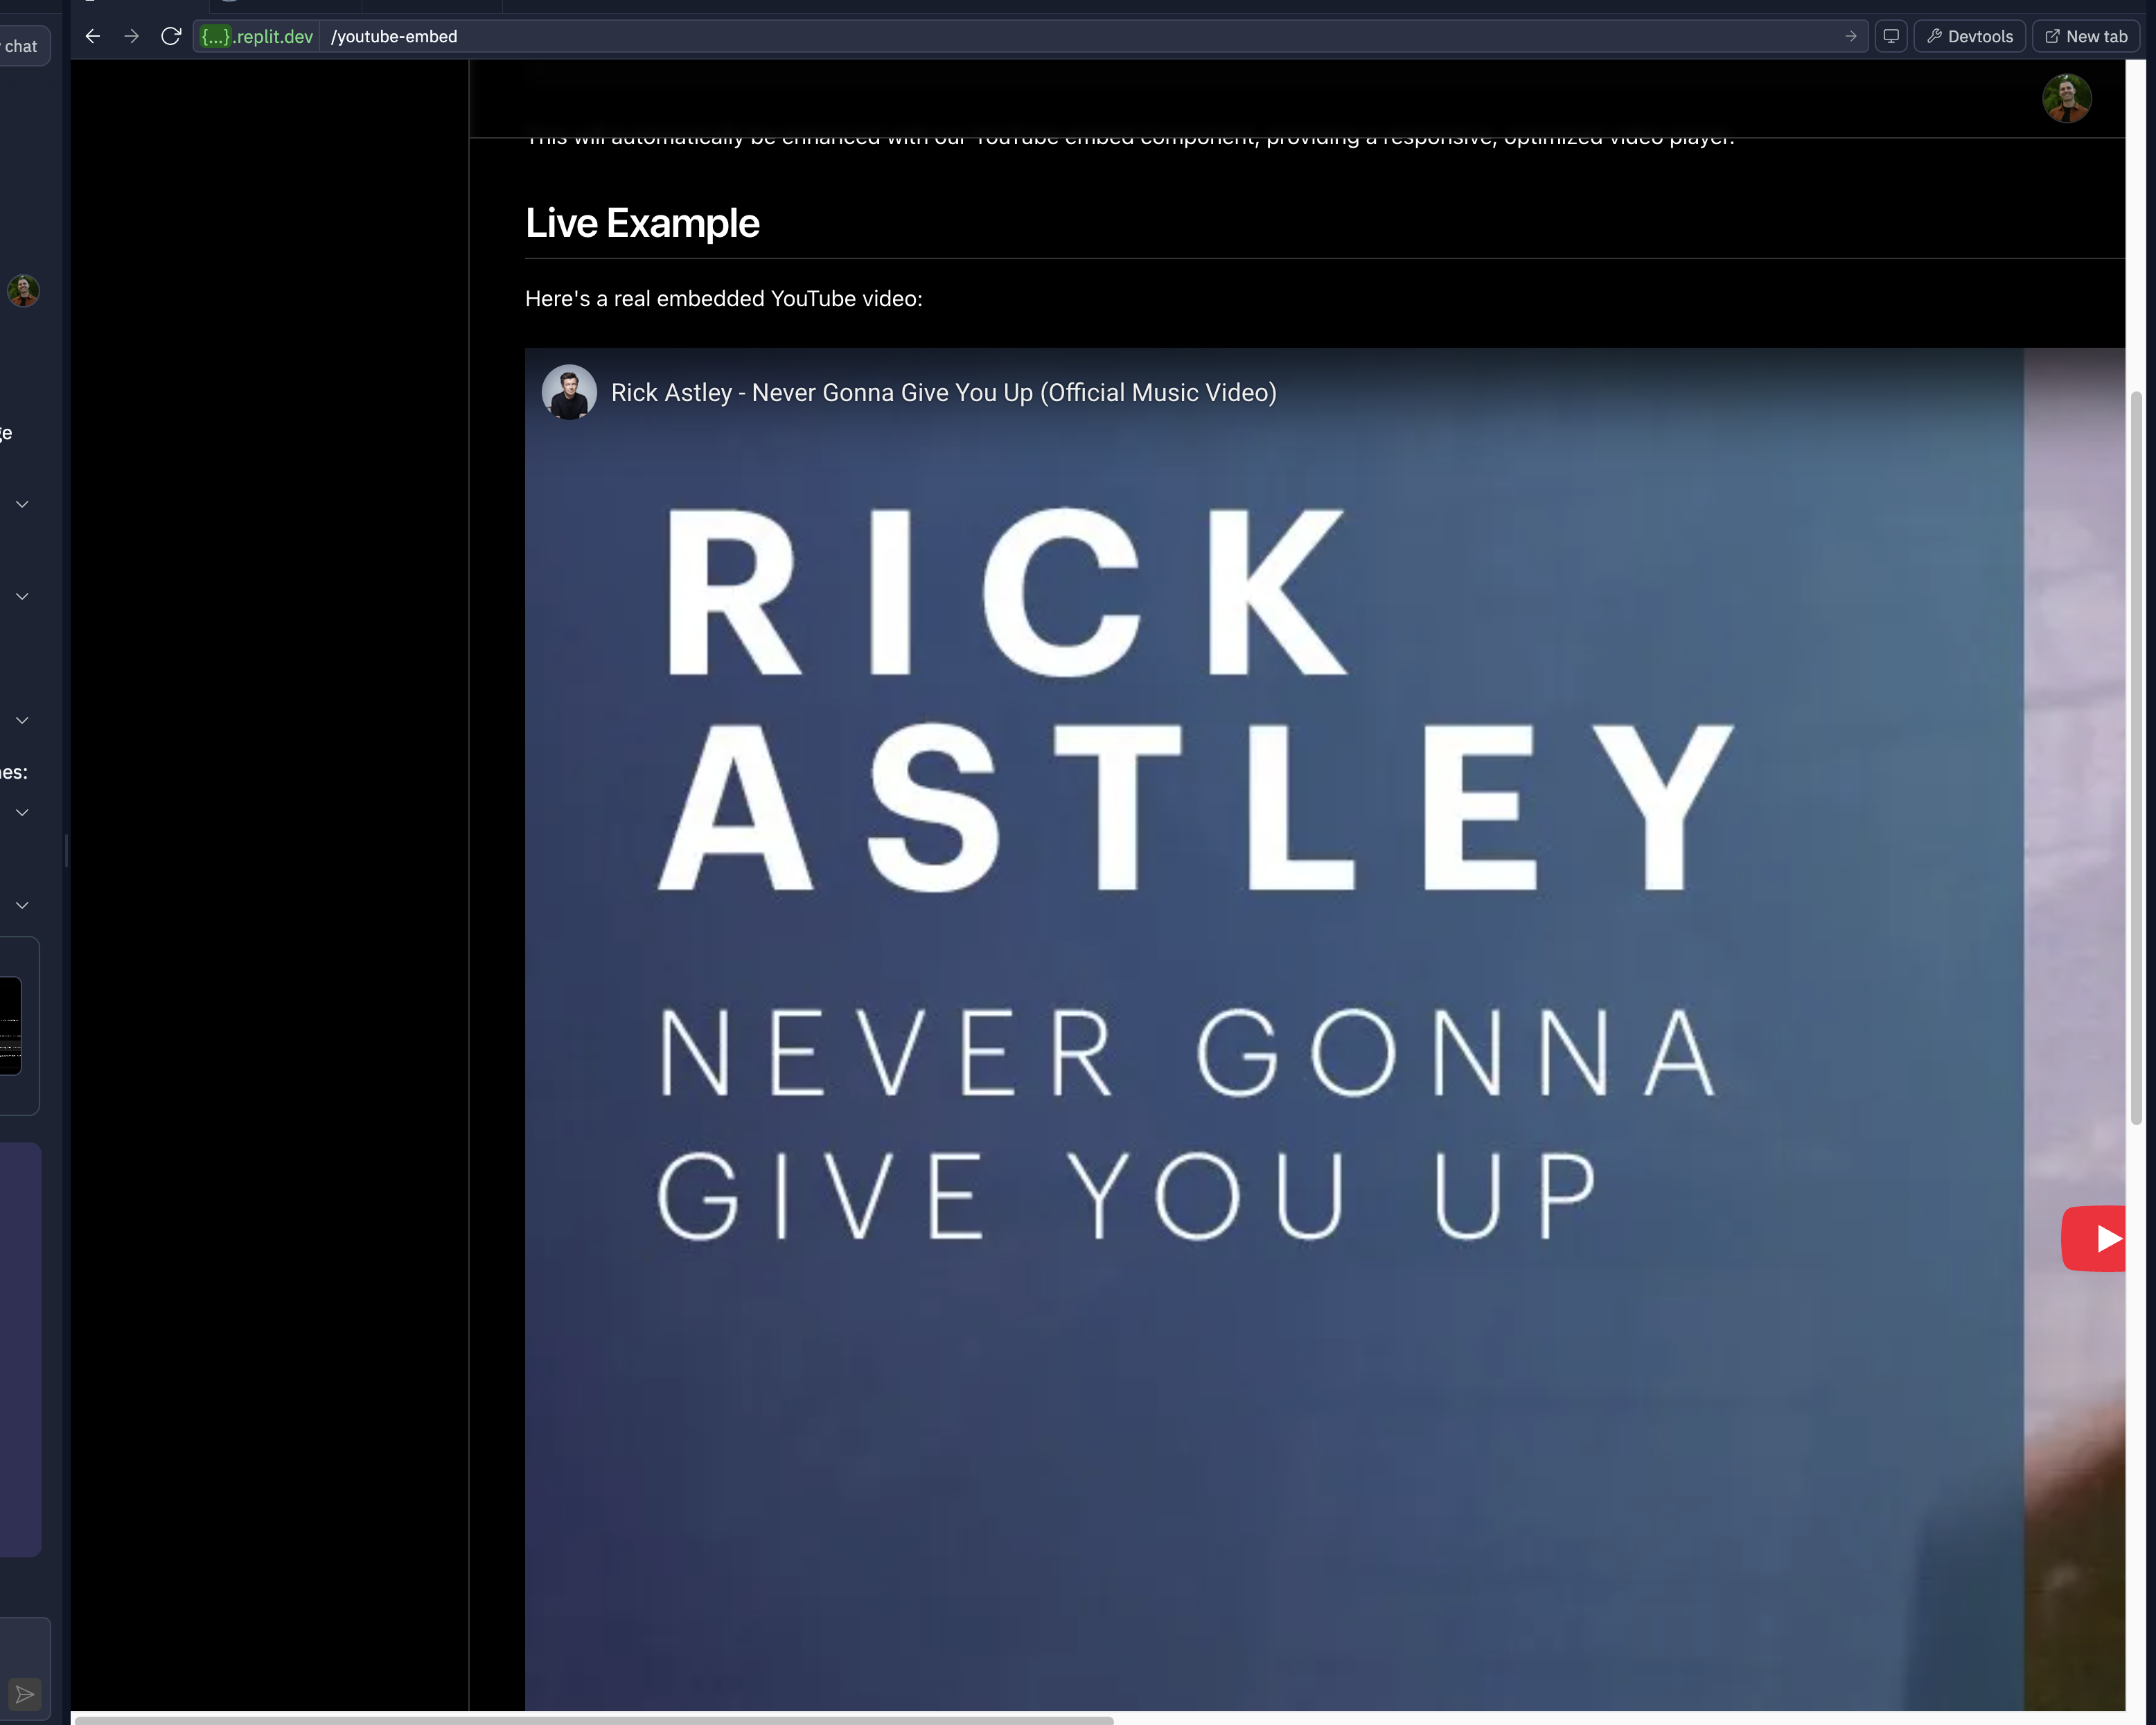 chat
{...}.replit.dev /youtube-embed
Devtools
New tab
This will automatically be enhanced with our YouTube embed component, providing a responsive, optimized video player.
Live Example
Here's a real embedded YouTube video:
Rick Astley - Never Gonna Give You Up (Official Music Video)
RICK
ASTLEY
NEVER GONNA
GIVE YOU UP